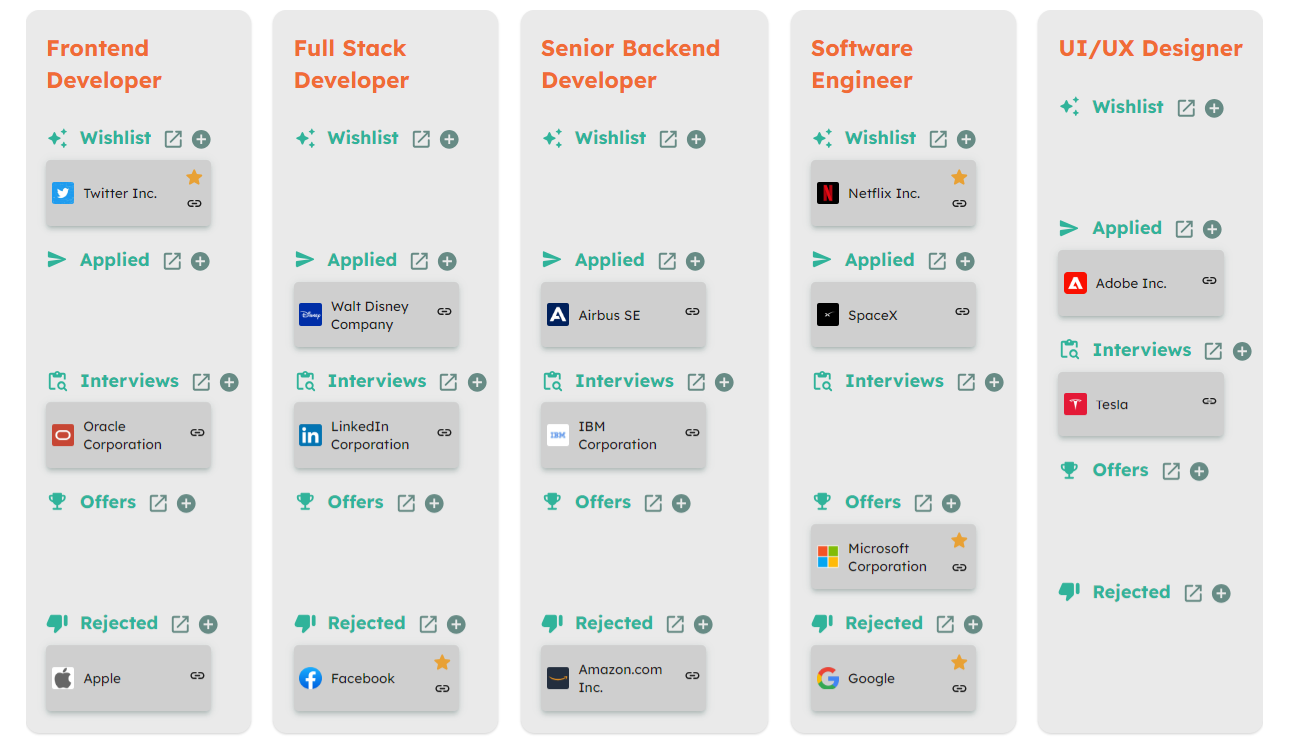 Frontend
Developer
Wishlist
Twitter Inc.
Applied
Interviews
Oracle
Corporation
Offers
Rejected
Apple
Full Stack
Developer
Wishlist
Applied
Disney
Walt Disney
Company
Interviews
in
LinkedIn
Corporation
Offers
Rejected
Facebook
Senior Backend
Developer
Wishlist
Applied
Airbus SE
Interviews
IBM
IBM
Corporation
Offers
Rejected
Amazon.com
Inc.
Software
Engineer
Wishlist
N
Netflix Inc.
Applied
SpaceX
Interviews
Offers
Microsoft
Corporation
Rejected
G
Google
UI/UX Designer
Wishlist
Applied
Adobe Inc.
Interviews
Tesla
Offers
Rejected